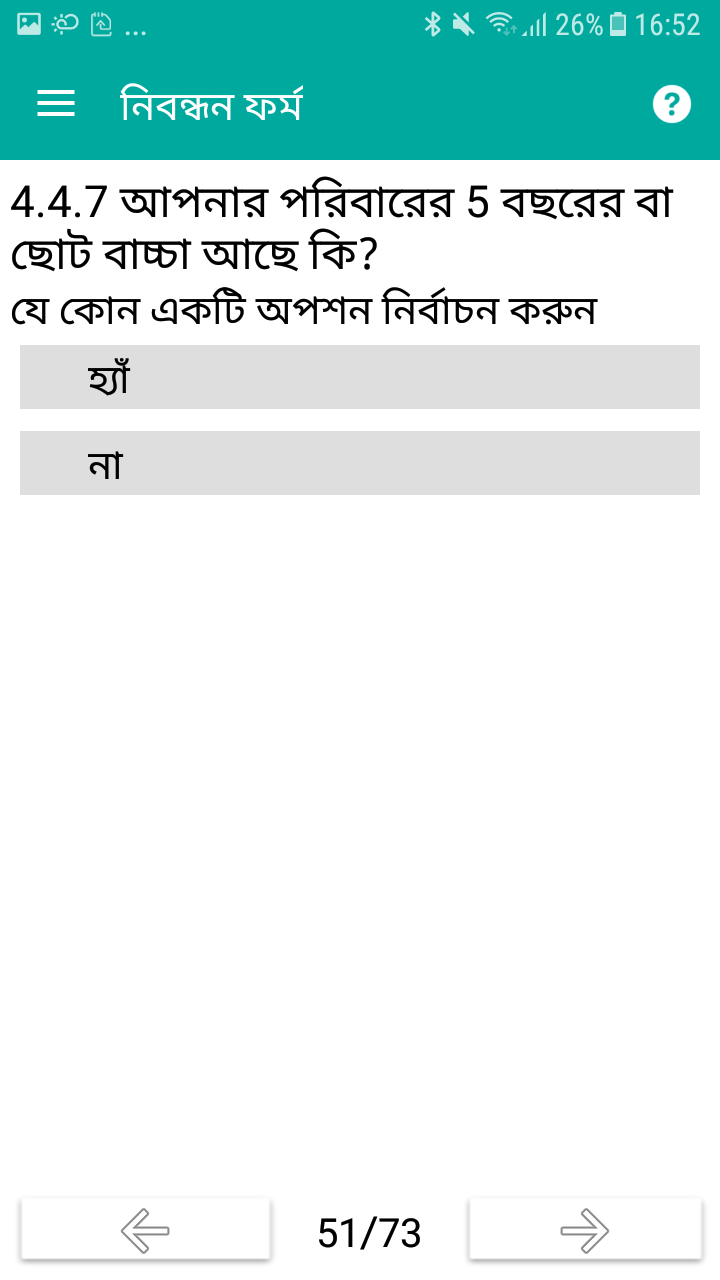 ... 26% 16:52
নিবন্ধন ফর্ম ?
4.4.7 আপনার পরিবারের 5 বছরের বা
ছোট বাচ্চা আছে কি?
যে কোন একটি অপশন নির্বাচন করুন
হ্যাঁ
না
51/73